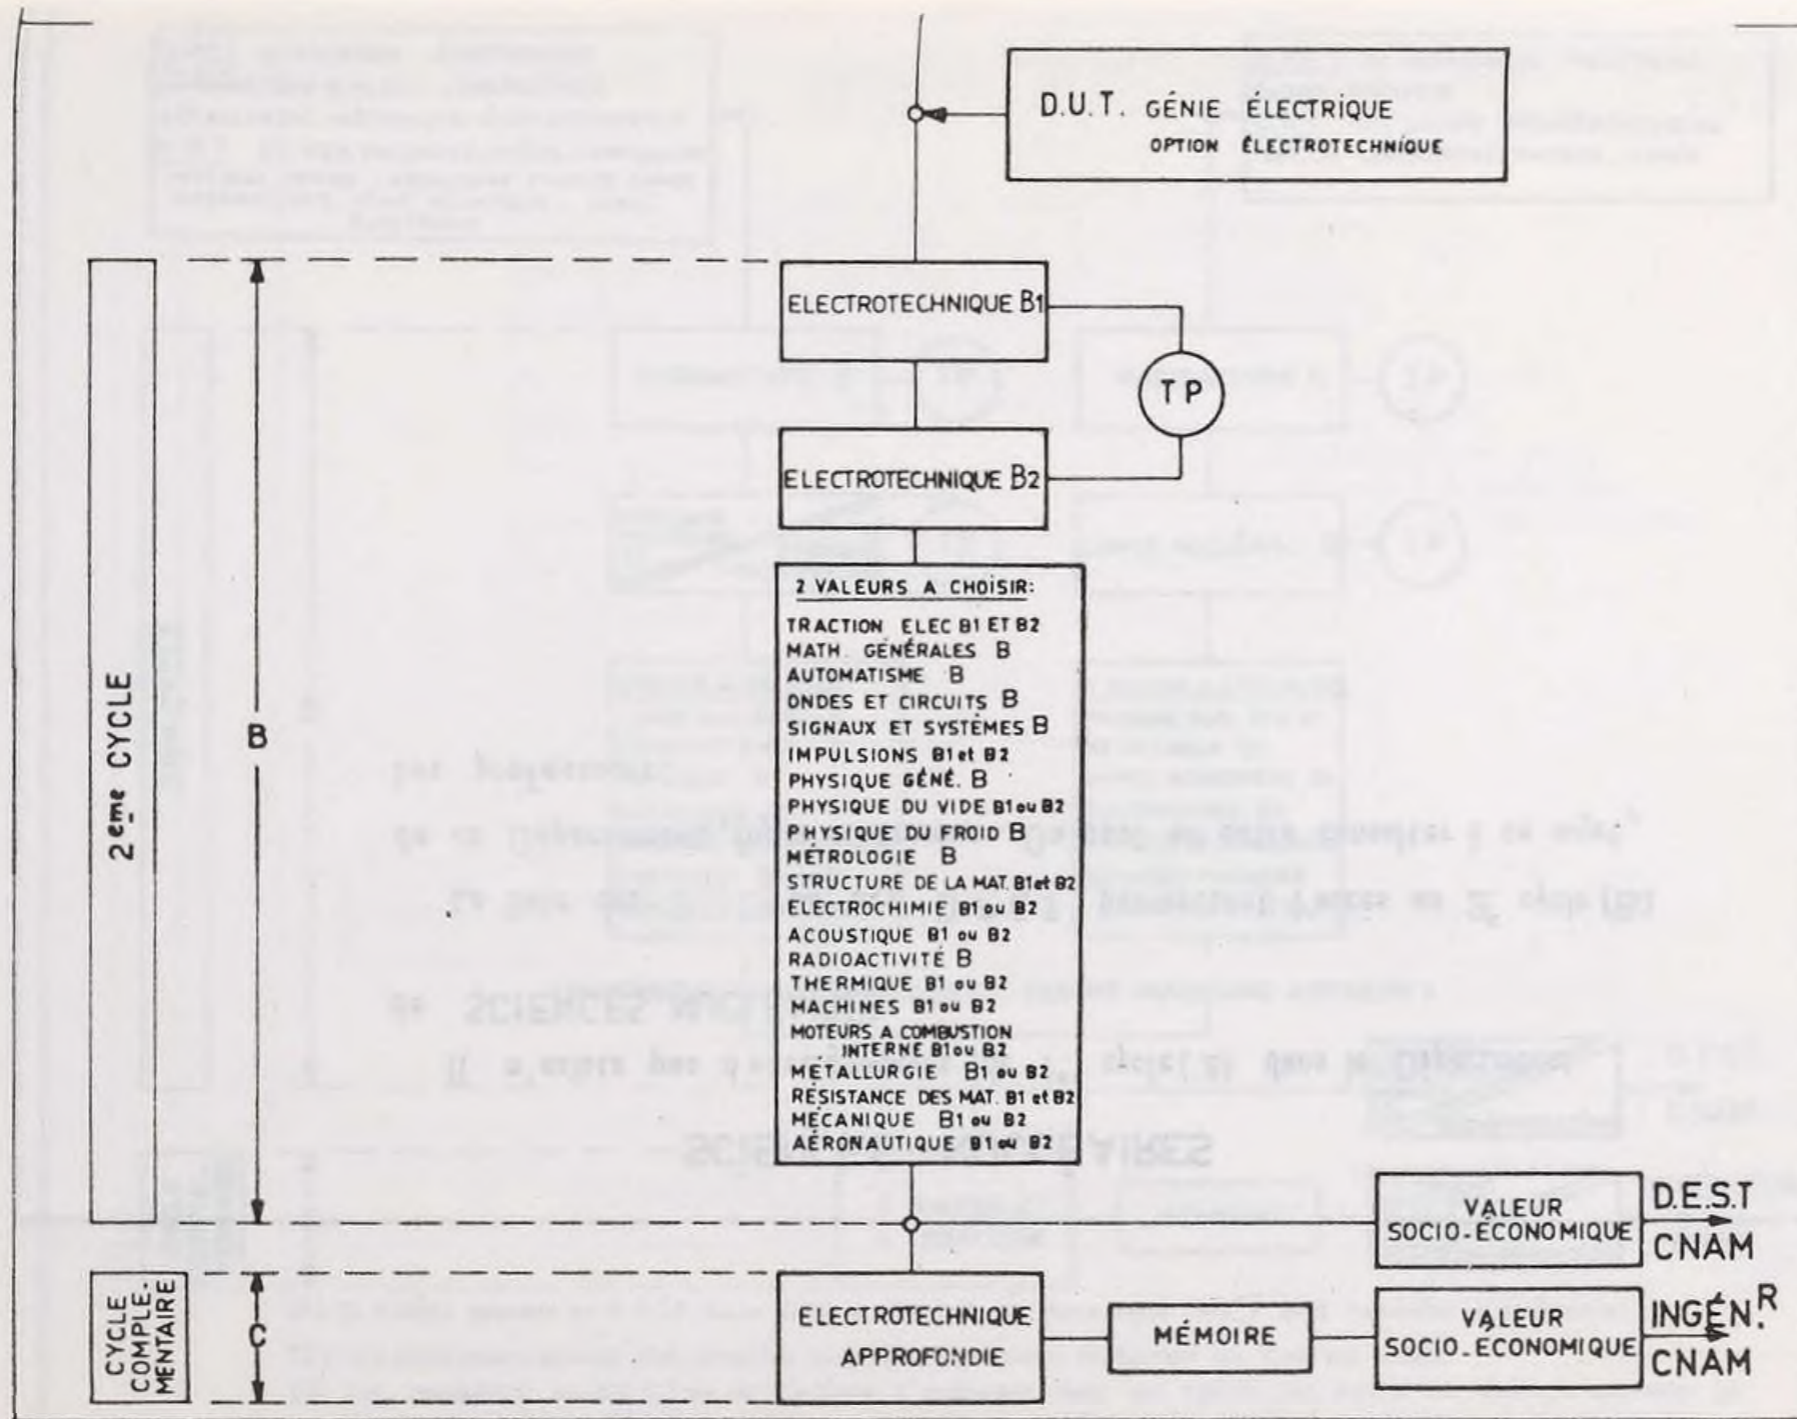 D.U.T. GÉNIE ÉLECTRIQUE
OPTION ÉLECTROTECHNIQUE
2eme CYCLE
B
ELECTROTECHNIQUE B1
TP
ELECTROTECHNIQUE B2
2 VALEURS A CHOISIR:
TRACTION ELEC B1 ET B2
MATH. GÉNÉRALES B
AUTOMATISME B
ONDES ET CIRCUITS B
SIGNAUX ET SYSTÈMES B
IMPULSIONS B1 et B2
PHYSIQUE GÉNÉ. B
PHYSIQUE DU VIDE B1 ou B2
PHYSIQUE DU FROID B
MÉTROLOGIE B
STRUCTURE DE LA MAT. B1 et B2
ELECTROCHIMIE B1 ou B2
ACOUSTIQUE B1 ou B2
RADIOACTIVITÉ B
THERMIQUE B1 ou B2
MACHINES B1 ou B2
MOTEURS A COMBUSTION
INTERNE B1 ou B2
MÉTALLURGIE B1 ou B2
RÉSISTANCE DES MAT. B1 et B2
MÉCANIQUE B1 ou B2
AÉRONAUTIQUE B1 ou B2
VALEUR
SOCIO-ÉCONOMIQUE
D.E.S.T
CNAM
CYCLE
COMPLE-
MENTAIRE
C
ELECTROTECHNIQUE
APPROFONDIE
MÉMOIRE
VALEUR
SOCIO-ÉCONOMIQUE
INGÉN.R
CNAM